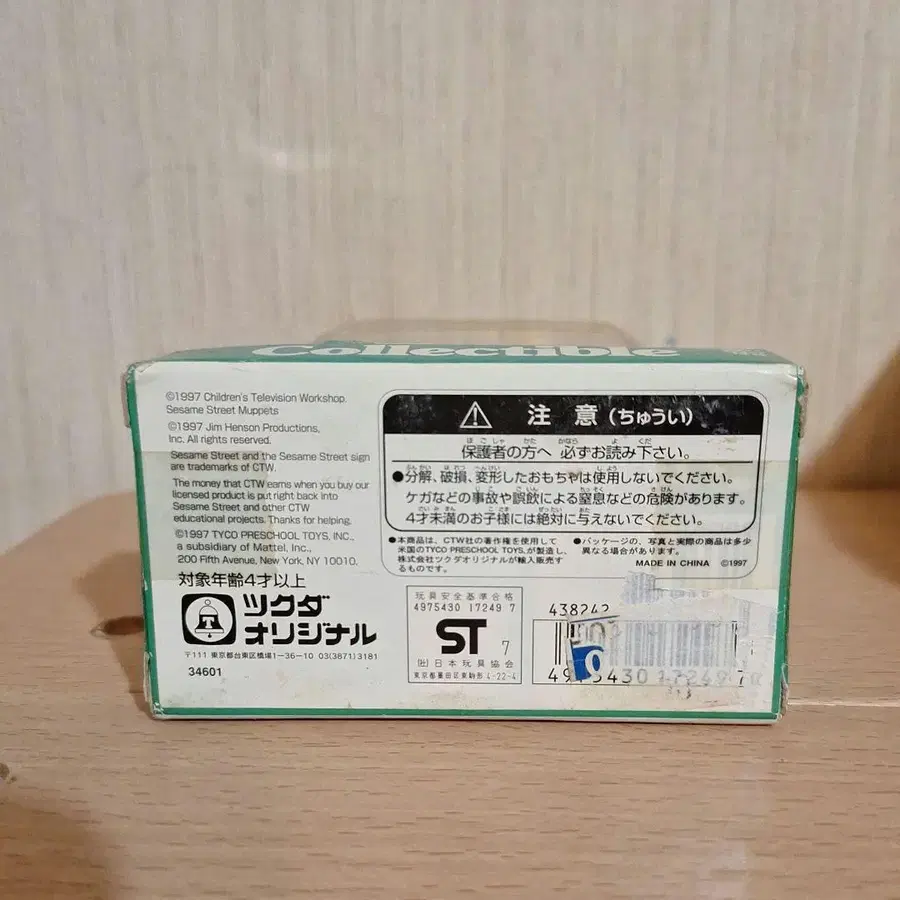 Collectible
©1997 Children's Television Workshop.
Sesame Street Muppets
©1997 Jim Henson Productions,
Inc. All rights reserved.
Sesame Street and the Sesame Street sign
are trademarks of CTW.
The money that CTW earns when you buy our
licensed product is put right back into
Sesame Street and other CTW
educational projects. Thanks for helping.
©1997 TYCO PRESCHOOL TOYS, INC.,
a subsidiary of Mattel, Inc.,
200 Fifth Avenue, New York, NY 10010.
対象年齢4才以上
ツクダ
オリジナル
〒111 東京都台東区橋場1-36-10 03(3871)3181
34601
注意(ちゅうい)
保護者の方へ 必ずお読み下さい。
●分解、破損、変形したおもちゃは使用しないでください。
ケガなどの事故や誤飲による窒息などの危険があります。
4才未満のお子様には絶対に与えないでください。
●本商品は、CTW社の著作権を使用して
米国のTYCO PRESCHOOL TOYS,が製造し、
株式会社ツクダオリジナルが輸入販売す
るものです。
●パッケージの、写真と実際の商品は多少
異なる場合があります。
MADE IN CHINA ©1997
玩具安全基準合格
4975430 17249 7
ST 7
(社)日本玩具協会
東京都墨田区東駒形4-22-4
438242